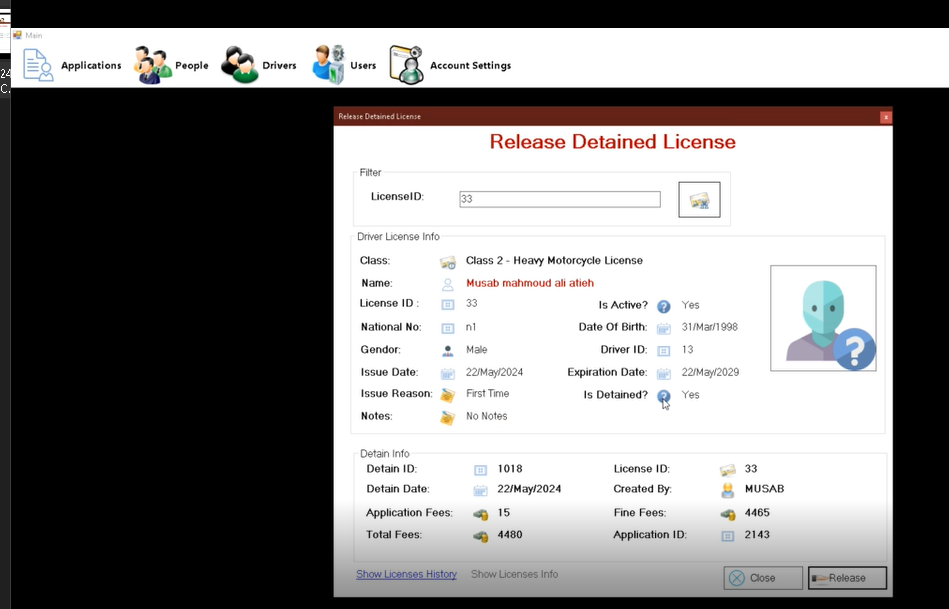 Main
Applications People Drivers Users Account Settings
24
C.
Release Detained License x
Release Detained License
Filter
LicenseID: 33
Driver License Info
Class: Class 2 - Heavy Motorcycle License
Name: Musab mahmoud ali atieh
License ID : 33 Is Active? ? Yes
National No: n1 Date Of Birth: 31/Mar/1998
Gender: Male Driver ID: 13
Issue Date: 22/May/2024 Expiration Date: 22/May/2029
Issue Reason: First Time Is Detained? ? Yes
Notes: No Notes
?
Detain Info
Detain ID: 1018 License ID: 33
Detain Date: 22/May/2024 Created By: MUSAB
Application Fees: 15 Fine Fees: 4465
Total Fees: 4480 Application ID: 2143
Show Licenses History Show Licenses Info Close Release